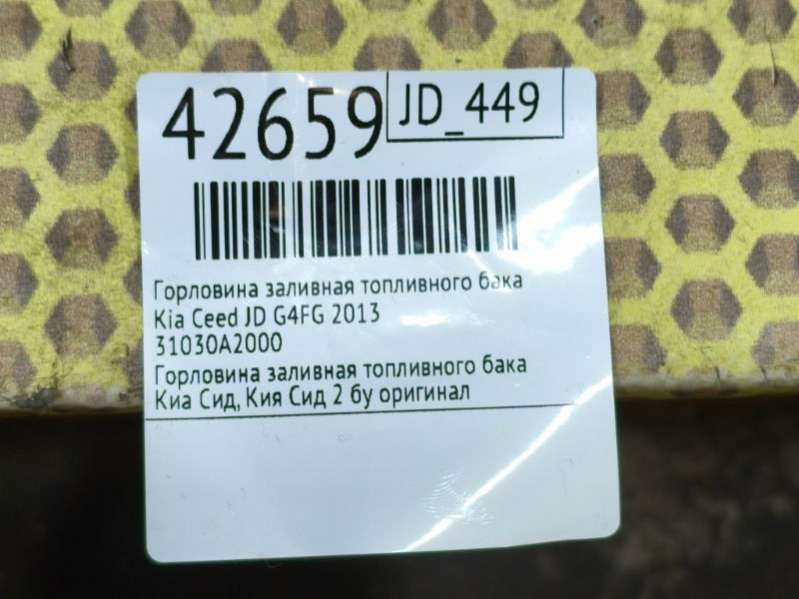 42659
JD_449
Горловина заливная топливного бака
Kia Ceed JD G4FG 2013
31030A2000
Горловина заливная топливного бака
Киа Сид, Кия Сид 2 бу оригинал